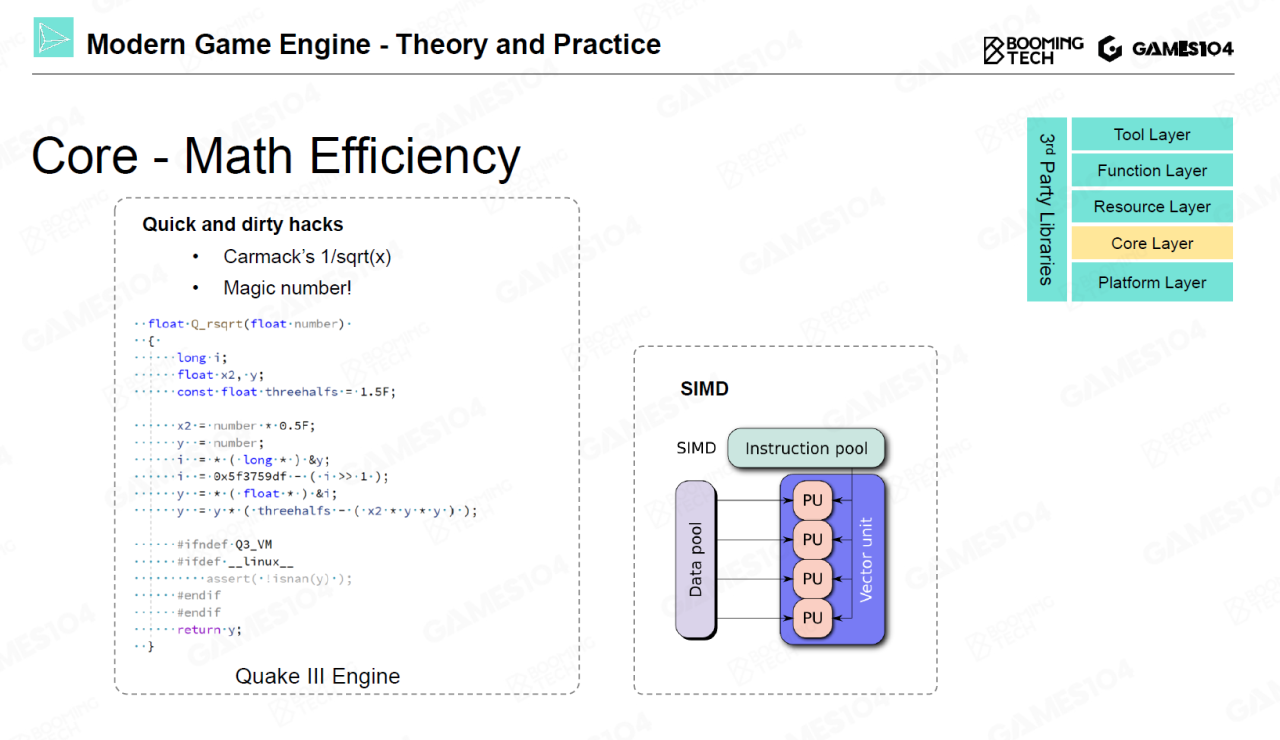 Modern Game Engine - Theory and Practice
BOOMING TECH
GAMES104
Core - Math Efficiency
3rd Party Libraries
Tool Layer
Function Layer
Resource Layer
Core Layer
Platform Layer
Quick and dirty hacks
• Carmack's 1/sqrt(x)
• Magic number!
float Q_rsqrt(float number)
{
long i;
float x2, y;
const float threehalfs = 1.5F;
x2 = number * 0.5F;
y = number;
i = * ( long * ) &y;
i = 0x5f3759df - ( i >> 1 );
y = * ( float * ) &i;
y = y * ( threehalfs - ( x2 * y * y ) );
#ifndef Q3_VM
#ifdef __linux__
assert( !isnan(y) );
#endif
#endif
return y;
}
Quake III Engine
SIMD
SIMD
Instruction pool
Data pool
PU
PU
PU
PU
Vector unit